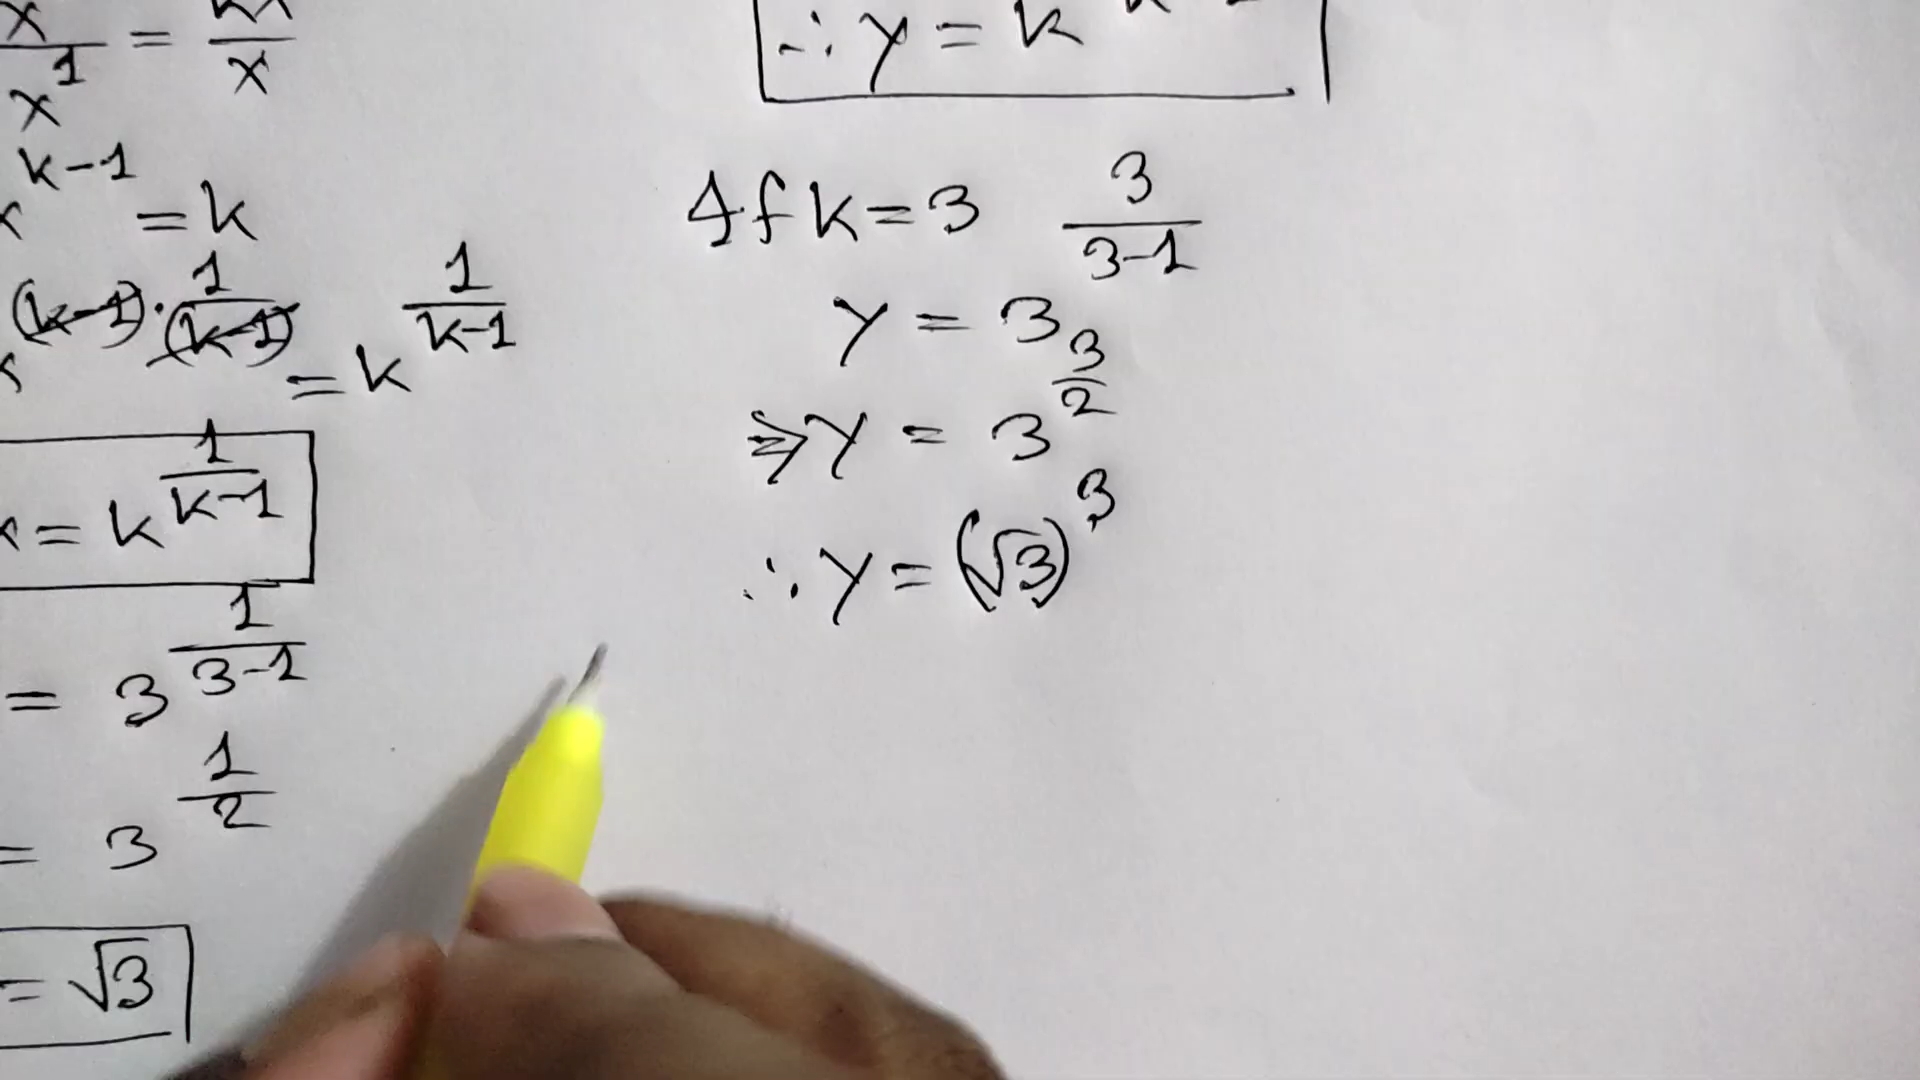 x/x^1 = kx/x
x^(k-1) = k
x^((k-1)·1/(k-1)) = k^(1/(k-1))
x = k^(1/(k-1))
= 3^(1/(3-1))
= 3^(1/2)
= √3
∴ y = k
If k = 3
y = 3^(3/(3-1))
⇒ y = 3^(3/2)
∴ y = (√3)^3